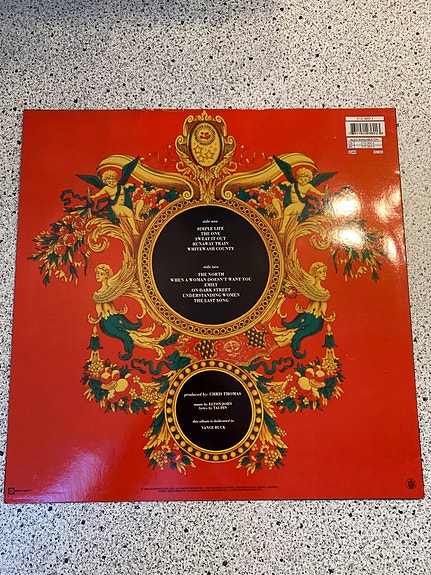 side one
SIMPLE LIFE
THE ONE
SWEAT IT OUT
RUNAWAY TRAIN
WHITEWASH COUNTY
side two
THE NORTH
WHEN A WOMAN DOESN'T WANT YOU
EMILY
ON DARK STREET
UNDERSTANDING WOMEN
THE LAST SONG
produced by: CHRIS THOMAS
music by ELTON JOHN
lyrics by TAUPIN
this album is dedicated to
VANCE BUCK